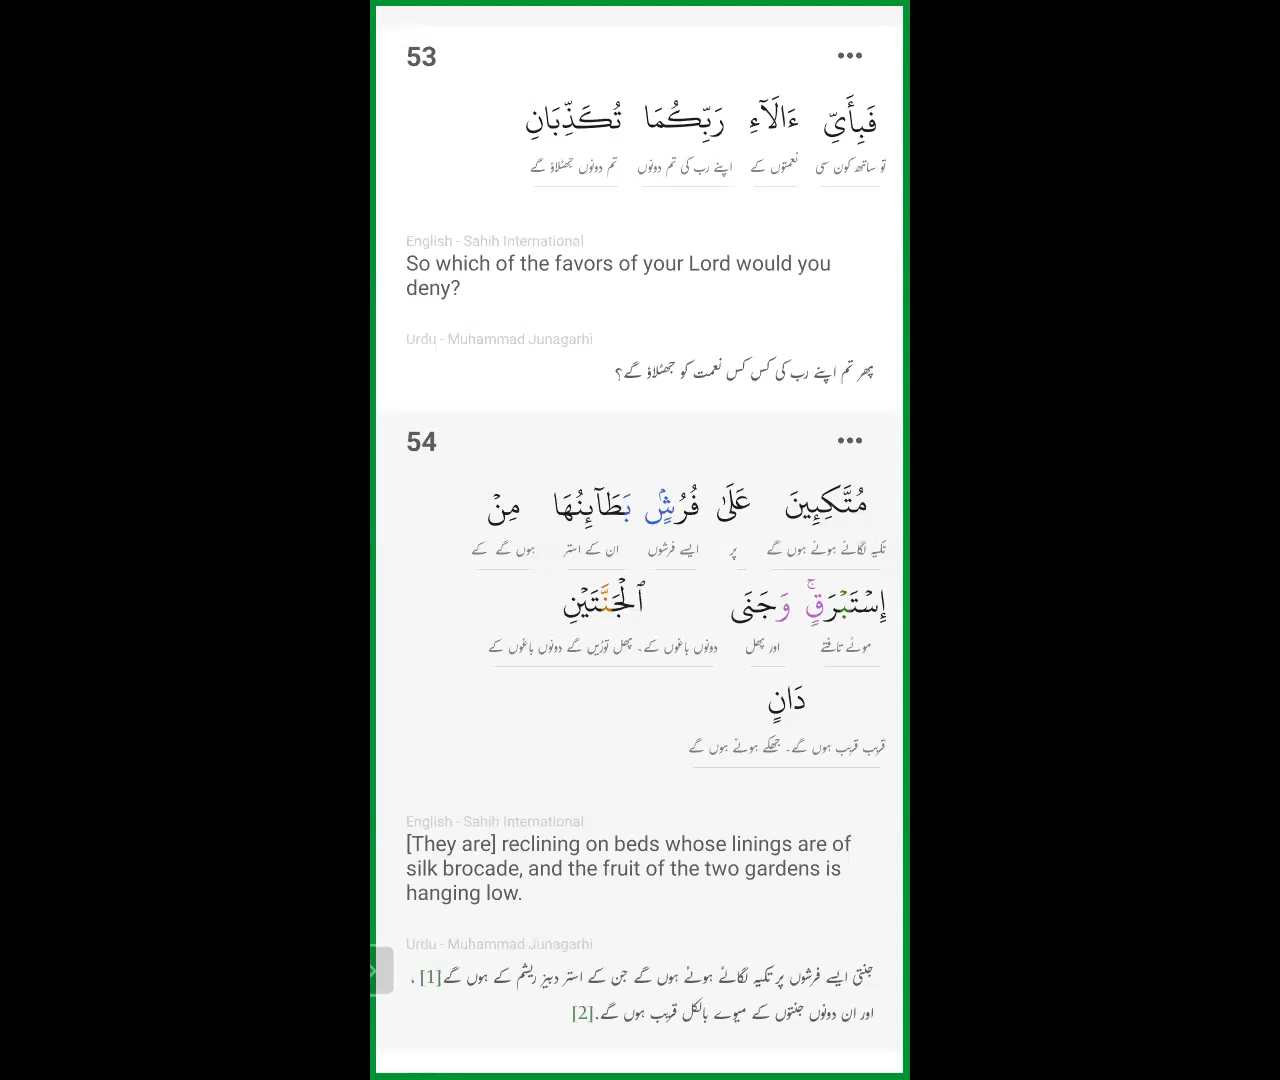 53
فَبِأَيِّ ءَالَآءِ رَبِّكُمَا تُكَذِّبَانِ
تو ساتھ کون سی نعمتوں کے اپنے رب کی تم دونوں تم دونوں جھٹلاؤ گے
English - Sahih International
So which of the favors of your Lord would you
deny?
Urdu - Muhammad Junagarhi
پھر تم اپنے رب کی کس کس نعمت کو جھٹلاؤ گے؟
54
مُتَّكِـِٔينَ عَلَىٰ فُرُشٍۭ بَطَآئِنُهَا مِنْ
تکیہ لگائے ہوئے ہوں گے پر ایسے فرشوں ان کے استر ہوں گے کے
إِسْتَبْرَقٍۚ وَجَنَى ٱلْجَنَّتَيْنِ
موٹے تافتے اور پھل دونوں باغوں کے۔ پھل توڑیں گے دونوں باغوں کے
دَانٍ
قریب قریب ہوں گے۔ جھکے ہوئے ہوں گے
English - Sahih International
[They are] reclining on beds whose linings are of
silk brocade, and the fruit of the two gardens is
hanging low.
Urdu - Muhammad Junagarhi
جنتی ایسے فرشوں پر تکیہ لگائے ہوئے ہوں گے جن کے استر دبیز ریشم کے ہوں گے[1] ،
اور ان دونوں جنتوں کے میوے بالکل قریب ہوں گے.[2]